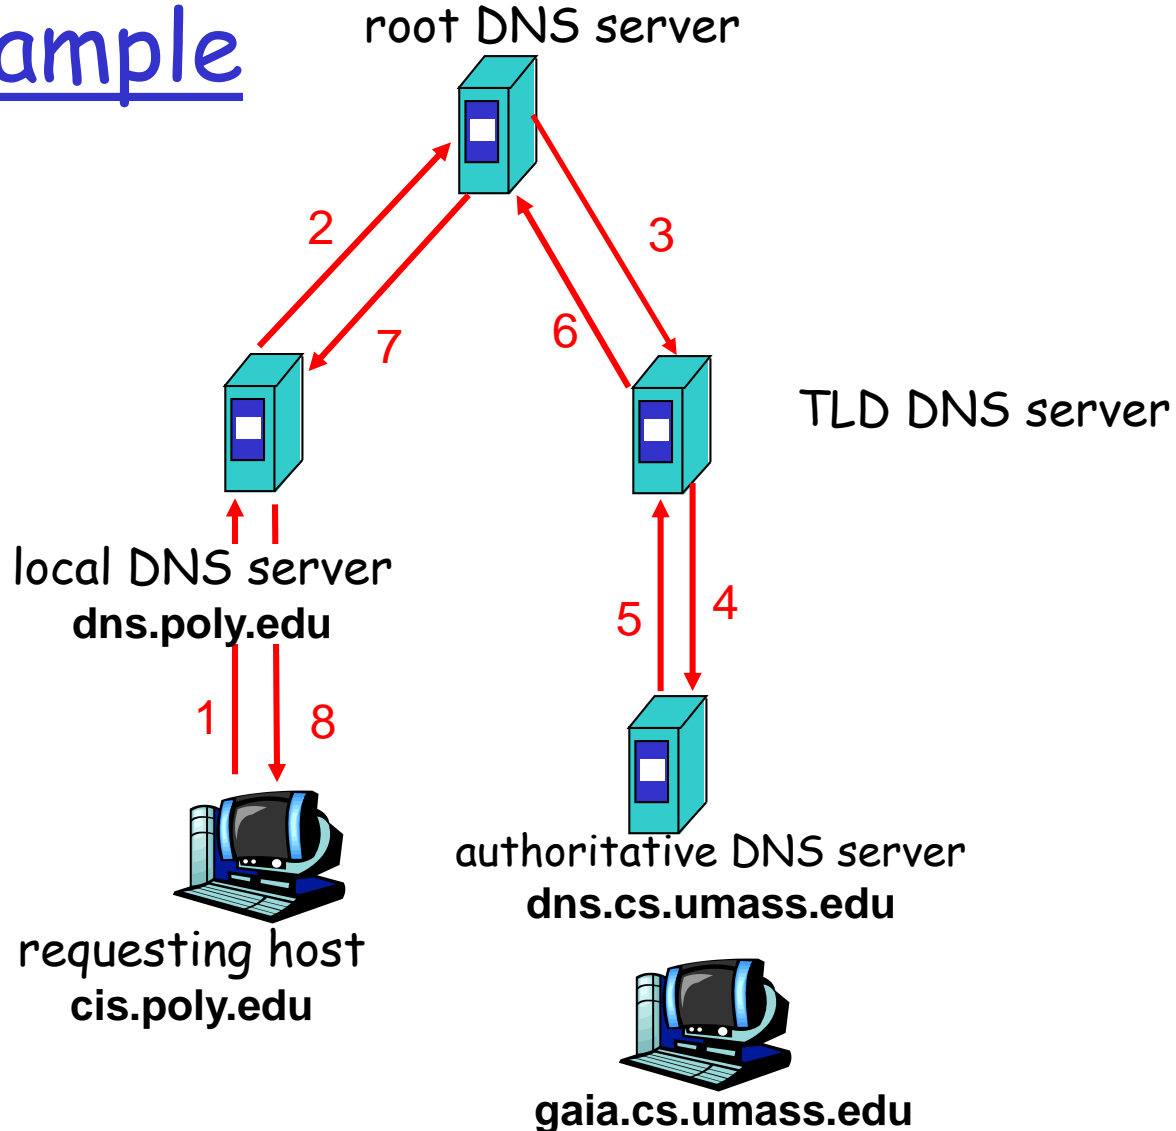 ample
root DNS server
2
3
7
6
TLD DNS server
local DNS server
dns.poly.edu
5
4
1
8
authoritative DNS server
dns.cs.umass.edu
requesting host
cis.poly.edu
gaia.cs.umass.edu